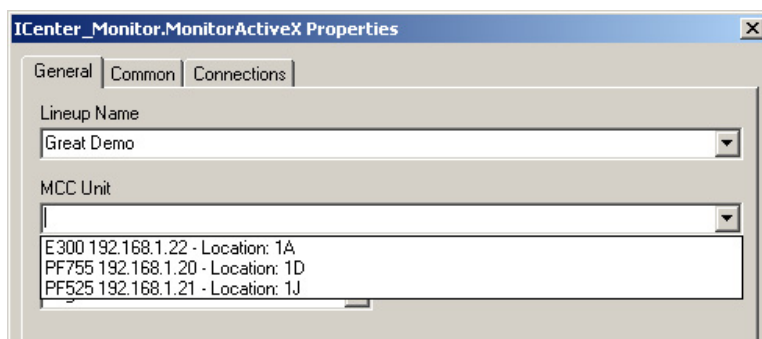 ICenter_Monitor.MonitorActiveX Properties
General Common Connections
Lineup Name
Great Demo
MCC Unit
E300 192.168.1.22 - Location: 1A
PF755 192.168.1.20 - Location: 1D
PF525 192.168.1.21 - Location: 1J